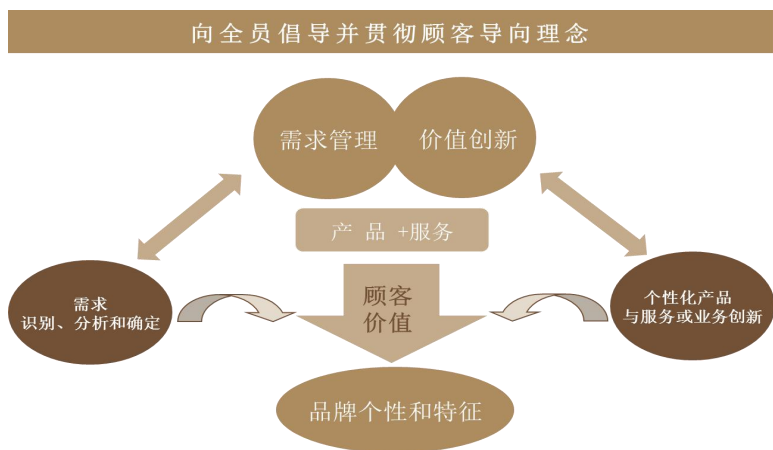 向全员倡导并贯彻顾客导向理念
需求管理
价值创新
产 品 +服务
顾客
价值
需求
识别、分析和确定
个性化产品
与服务或业务创新
品牌个性和特征